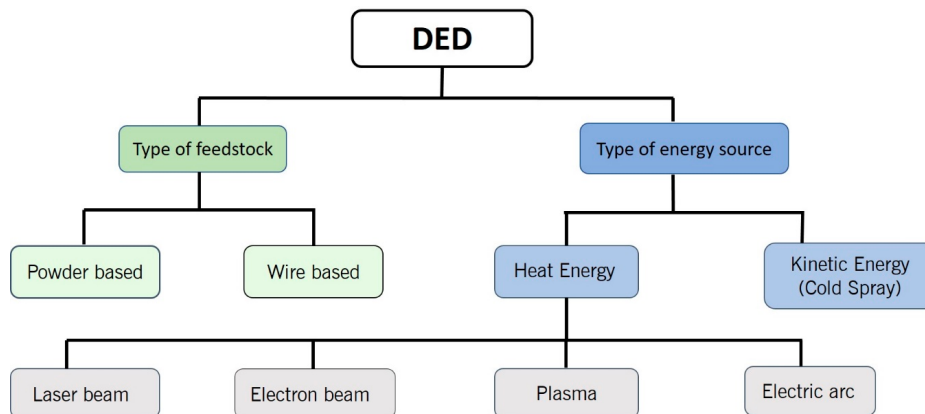 DED
Type of feedstock
Type of energy source
Powder based
Wire based
Heat Energy
Kinetic Energy
(Cold Spray)
Laser beam
Electron beam
Plasma
Electric arc